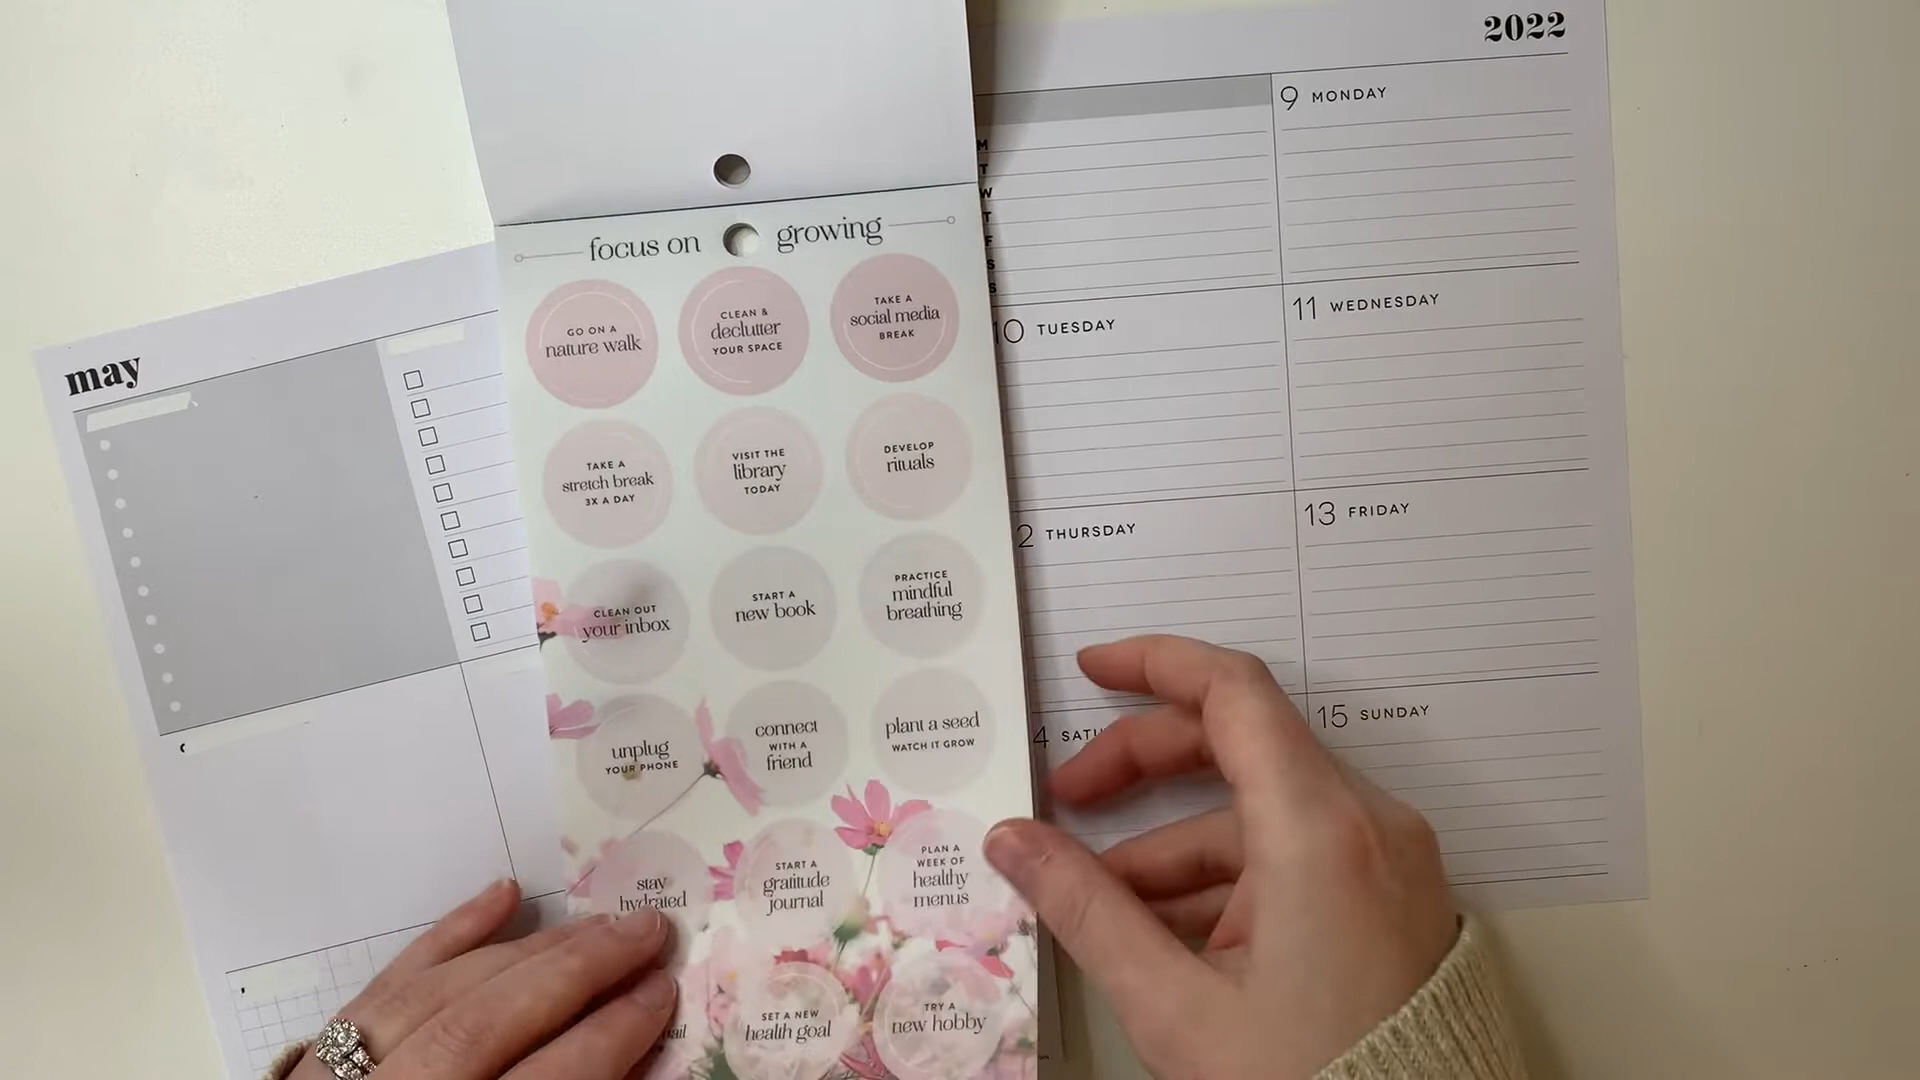 2022
may
focus on growing
GO ON A
nature walk
CLEAN &
declutter
YOUR SPACE
TAKE A
social media
BREAK
TAKE A
stretch break
3X A DAY
VISIT THE
library
TODAY
DEVELOP
rituals
CLEAN OUT
your inbox
START A
new book
PRACTICE
mindful
breathing
unplug
YOUR PHONE
connect
WITH A
friend
plant a seed
WATCH IT GROW
stay
hydrated
START A
gratitude
journal
PLAN A
WEEK OF
healthy
menus
SET A NEW
health goal
TRY A
new hobby
M
T
W
T
F
S
S
9 MONDAY
10 TUESDAY
11 WEDNESDAY
2 THURSDAY
13 FRIDAY
4 SATU
15 SUNDAY